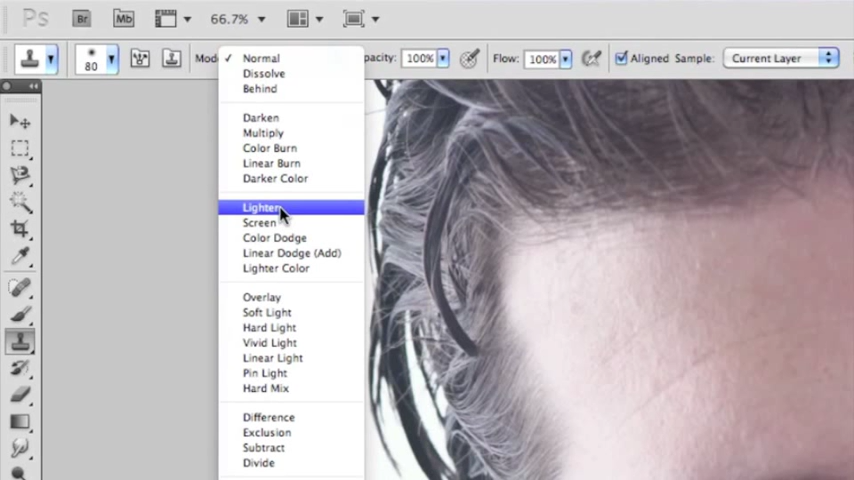 Ps Br Mb 66.7%
80 Mode Opacity: 100% Flow: 100% Aligned Sample: Current Layer
Normal
Dissolve
Behind
Darken
Multiply
Color Burn
Linear Burn
Darker Color
Lighten
Screen
Color Dodge
Linear Dodge (Add)
Lighter Color
Overlay
Soft Light
Hard Light
Vivid Light
Linear Light
Pin Light
Hard Mix
Difference
Exclusion
Subtract
Divide